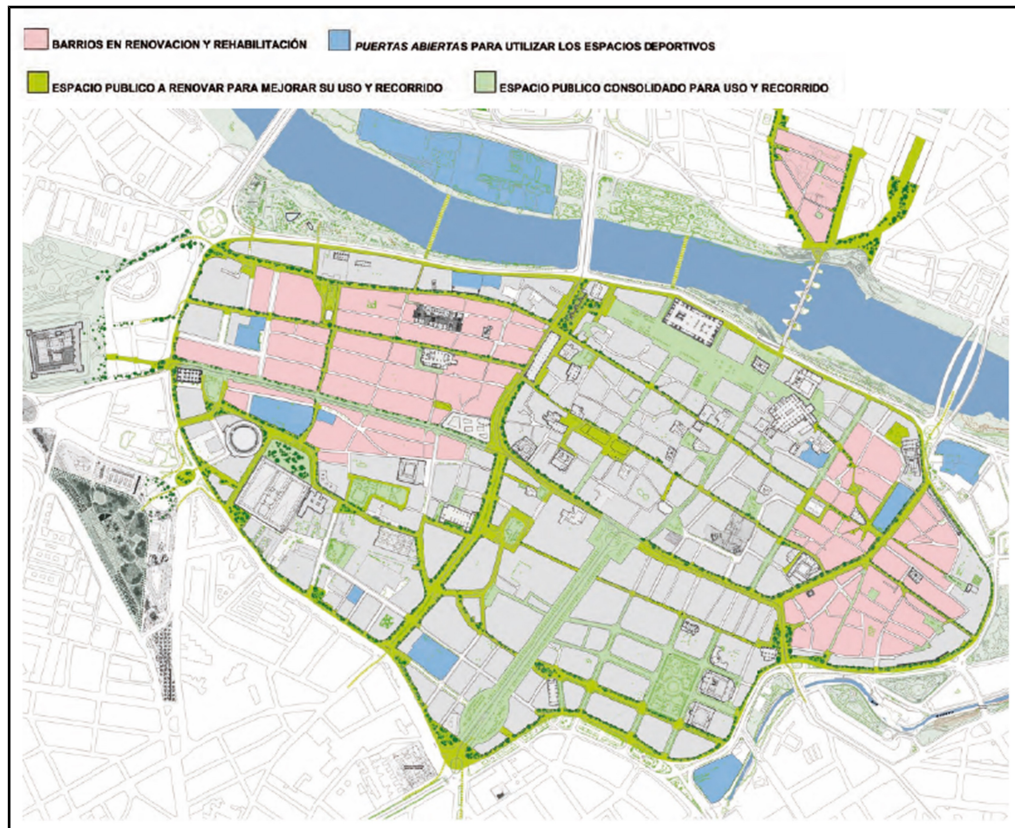 BARRIOS EN RENOVACION Y REHABILITACIÓN
PUERTAS ABIERTAS PARA UTILIZAR LOS ESPACIOS DEPORTIVOS
ESPACIO PUBLICO A RENOVAR PARA MEJORAR SU USO Y RECORRIDO
ESPACIO PUBLICO CONSOLIDADO PARA USO Y RECORRIDO